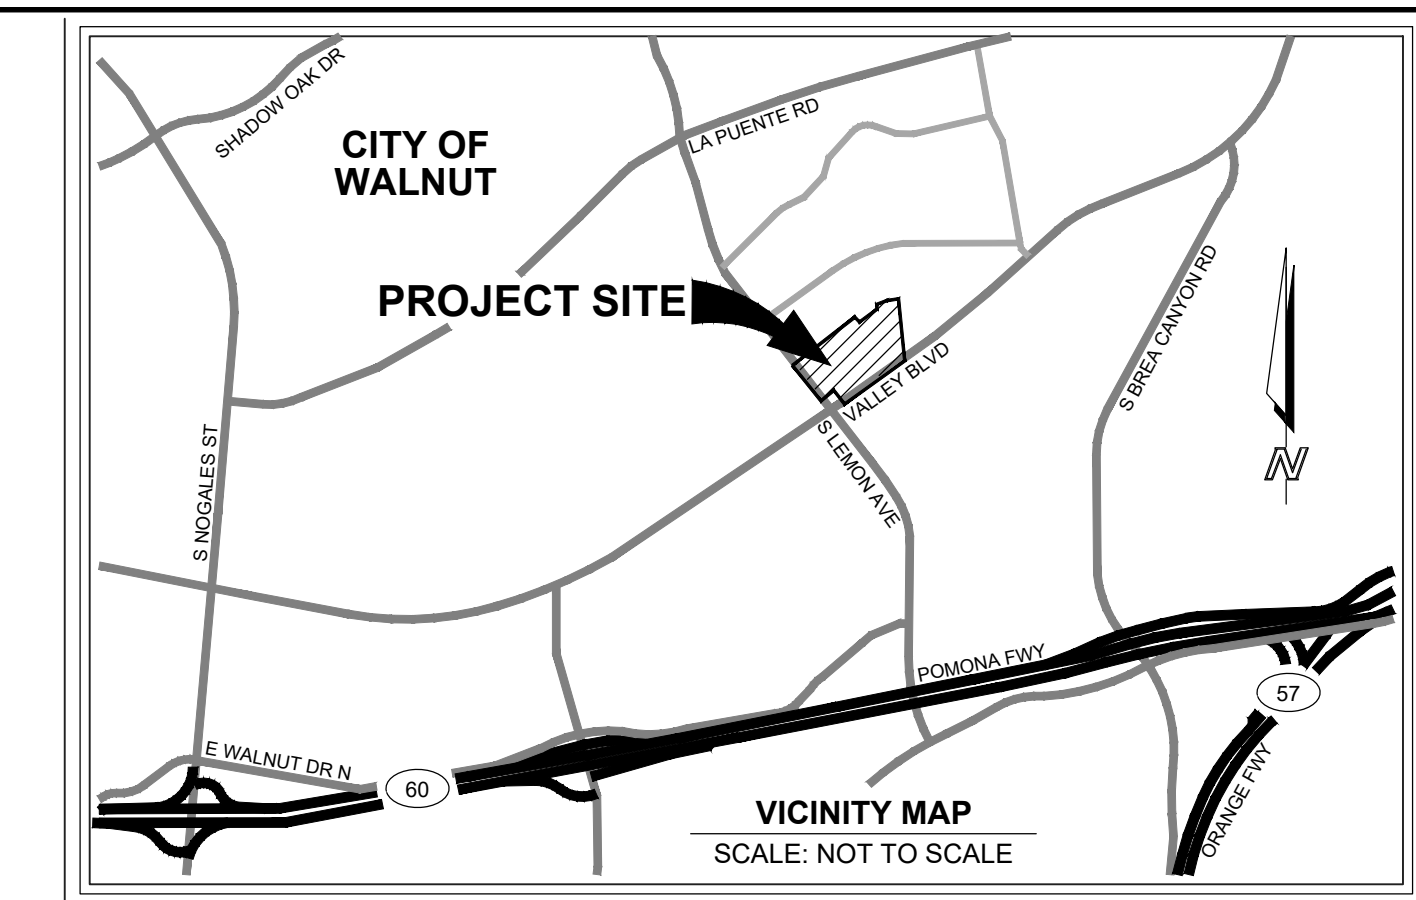 SHADOW OAK DR
CITY OF
WALNUT
LA PUENTE RD
PROJECT SITE
S BREA CANYON RD
VALLEY BLVD
S LEMON AVE
S NOGALES ST
N
POMONA FWY
57
E WALNUT DR N
60
ORANGE FWY
VICINITY MAP
SCALE: NOT TO SCALE